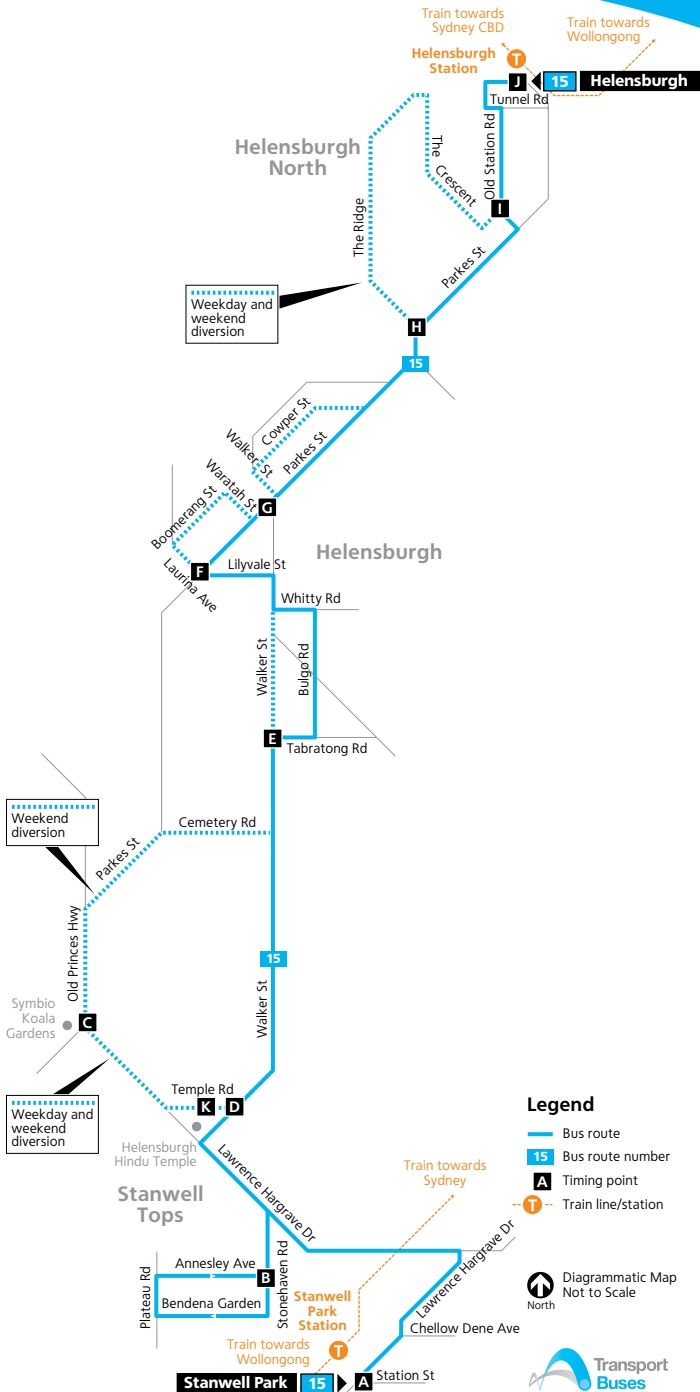 Train towards
Sydney CBD
Train towards
Wollongong
Helensburgh
Station
T
J
15
Helensburgh
Tunnel Rd
Helensburgh
North
The
Crescent
Old Station Rd
I
The Ridge
Parkes St
Weekday and
weekend
diversion
H
15
Cowper St
Walker St
Parkes St
Waratah St
G
Boomerang St
Helensburgh
F
Lilyvale St
Laurina Ave
Whitty Rd
Walker St
Bulgo Rd
E
Tabratong Rd
Weekend
diversion
Cemetery Rd
Parkes St
Old Princes Hwy
15
Symbio
Koala
Gardens
C
Walker St
Weekday and
weekend
diversion
Temple Rd
K
D
Helensburgh
Hindu Temple
Legend
Bus route
15
Bus route number
A
Timing point
T
Train line/station
Stanwell
Tops
Lawrence Hargrave Dr
Train towards
Sydney
Lawrence Hargrave Dr
Annesley Ave
B
Stonehaven Rd
Plateau Rd
Bendena Garden
Stanwell
Park
Station
Diagrammatic Map
Not to Scale
North
Chellow Dene Ave
Train towards
Wollongong
T
Stanwell Park
15
A
Station St
Transport
Buses